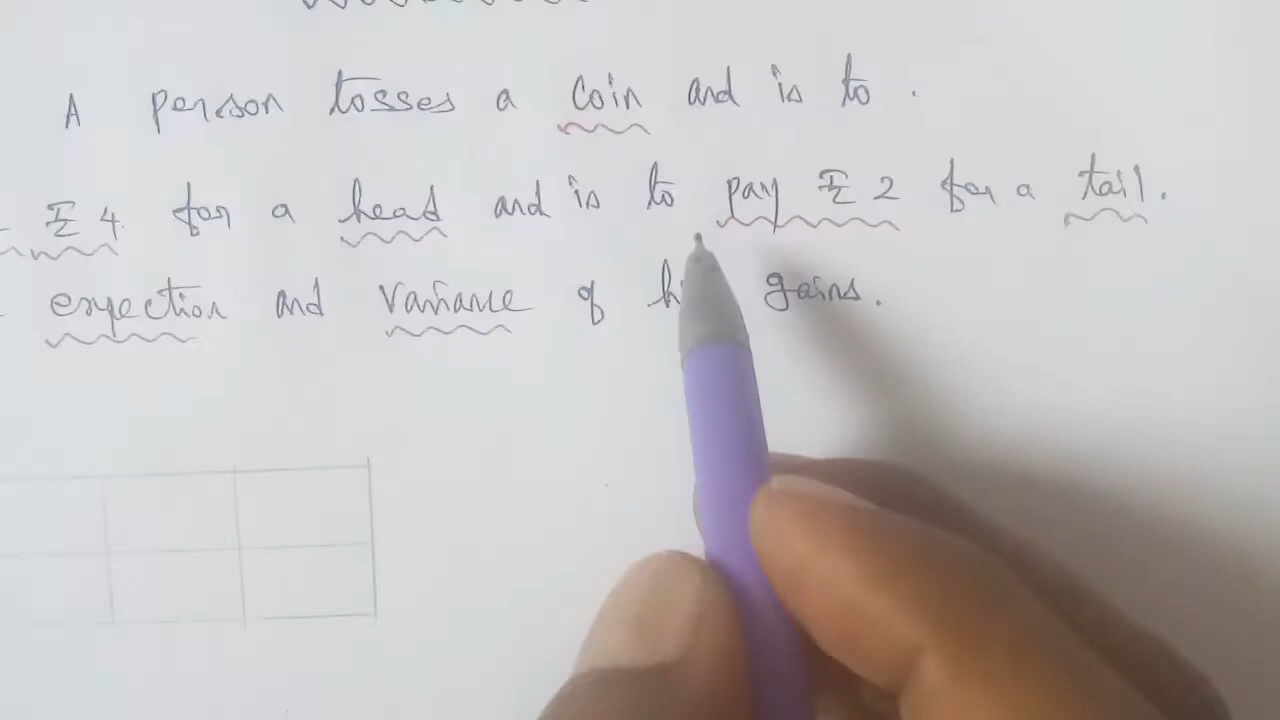 A person tosses a coin and is to .
₹ 4 for a head and is to pay ₹ 2 for a tail.
expection and variance of gains.